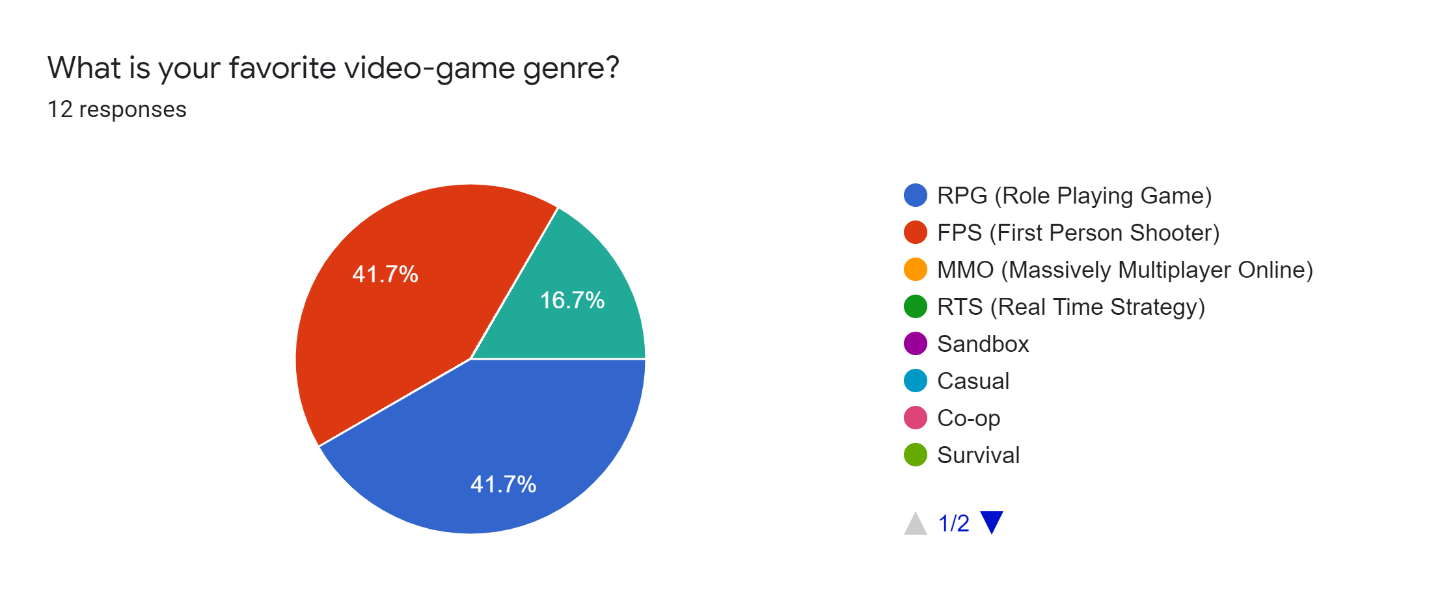 What is your favorite video-game genre?
12 responses
41.7%
16.7%
41.7%
RPG (Role Playing Game)
FPS (First Person Shooter)
MMO (Massively Multiplayer Online)
RTS (Real Time Strategy)
Sandbox
Casual
Co-op
Survival
1/2